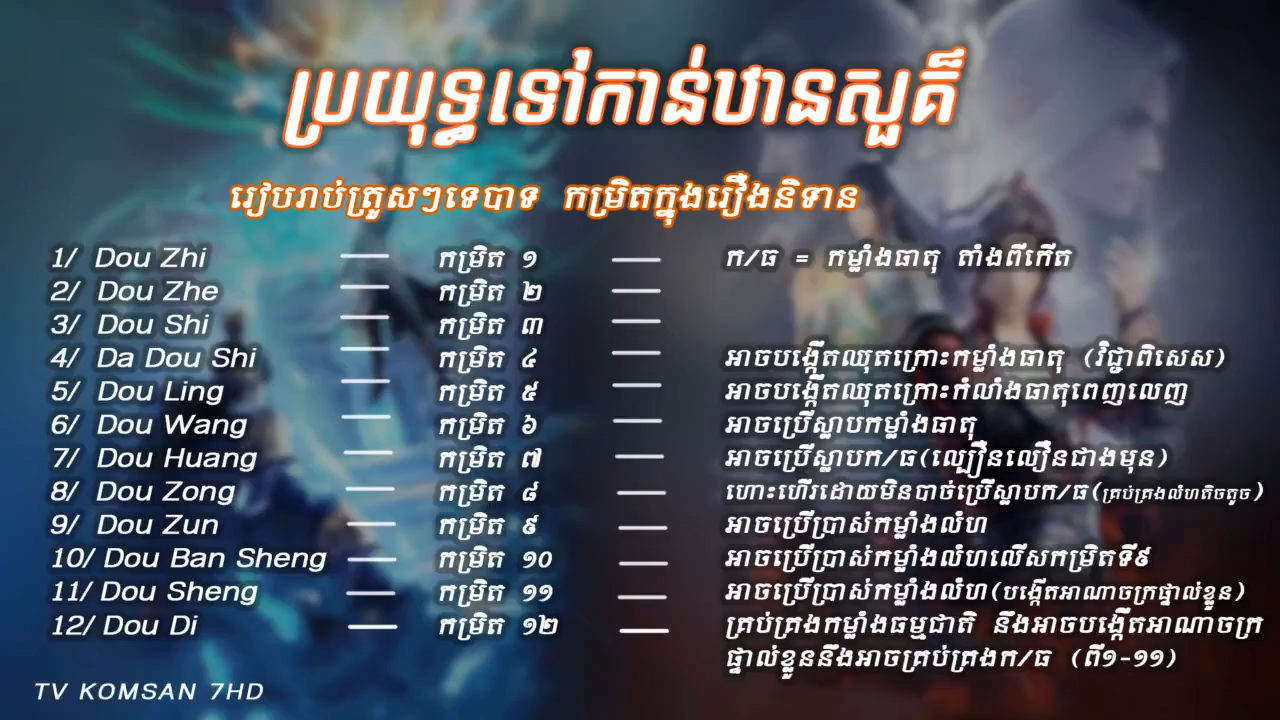 ប្រយុទ្ធទៅកាន់ឋានសួគ៌
រៀបរាប់ត្រួសៗទេបាទ កម្រិតក្នុងរឿងនិទាន
1/ Dou Zhi — កម្រិត ១ — ក/ធ = កម្លាំងធាតុ តាំងពីកើត
2/ Dou Zhe — កម្រិត ២ —
3/ Dou Shi — កម្រិត ៣ —
4/ Da Dou Shi — កម្រិត ៤ — អាចបង្កើតឈុតក្រោះកម្លាំងធាតុ (វិជ្ជាពិសេស)
5/ Dou Ling — កម្រិត ៥ — អាចបង្កើតឈុតក្រោះកំលាំងធាតុពេញលេញ
6/ Dou Wang — កម្រិត ៦ — អាចប្រើស្លាបកម្លាំងធាតុ
7/ Dou Huang — កម្រិត ៧ — អាចប្រើស្លាបក/ធ(ល្បឿនលឿនជាងមុន)
8/ Dou Zong — កម្រិត ៨ — ហោះហើរដោយមិនបាច់ប្រើស្លាបក/ធ(គ្រប់គ្រងលំហតិចតួច)
9/ Dou Zun — កម្រិត ៩ — អាចប្រើប្រាស់កម្លាំងលំហ
10/ Dou Ban Sheng — កម្រិត ១០ — អាចប្រើប្រាស់កម្លាំងលំហលើសកម្រិតទី៩
11/ Dou Sheng — កម្រិត ១១ — អាចប្រើប្រាស់កម្លាំងលំហ(បង្កើតអាណាចក្រផ្ទាល់ខ្លួន)
12/ Dou Di — កម្រិត ១២ — គ្រប់គ្រងកម្លាំងធម្មជាតិ នឹងអាចបង្កើតអាណាចក្រ
ផ្ទាល់ខ្លួននឹងអាចគ្រប់គ្រងក/ធ (ពី១-១១)
TV KOMSAN 7HD